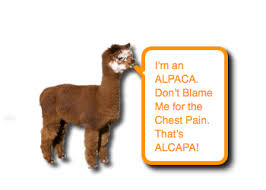 I'm an
ALPACA.
Don't Blame
Me for the
Chest Pain.
That's
ALCAPA!